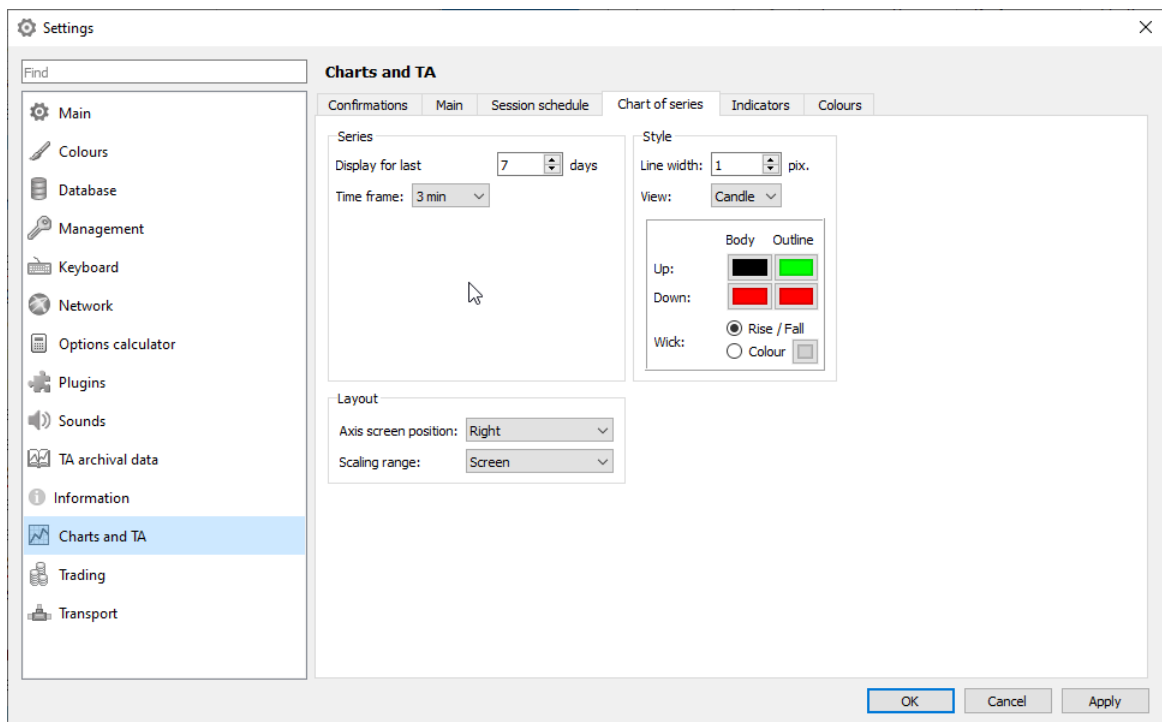 Settings
Find
Main
Colours
Database
Management
Keyboard
Network
Options calculator
Plugins
Sounds
TA archival data
Information
Charts and TA
Trading
Transport
Charts and TA
Confirmations Main Session schedule Chart of series Indicators Colours
Series
Display for last 7 days
Time frame: 3 min
Style
Line width: 1 pix.
View: Candle
Body Outline
Up:
Down:
Wick: Rise / Fall
Colour
Layout
Axis screen position: Right
Scaling range: Screen
OK Cancel Apply